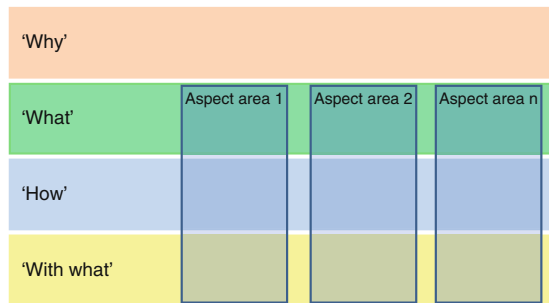 ‘Why’
‘What’
Aspect area 1
Aspect area 2
Aspect area n
‘How’
‘With what’